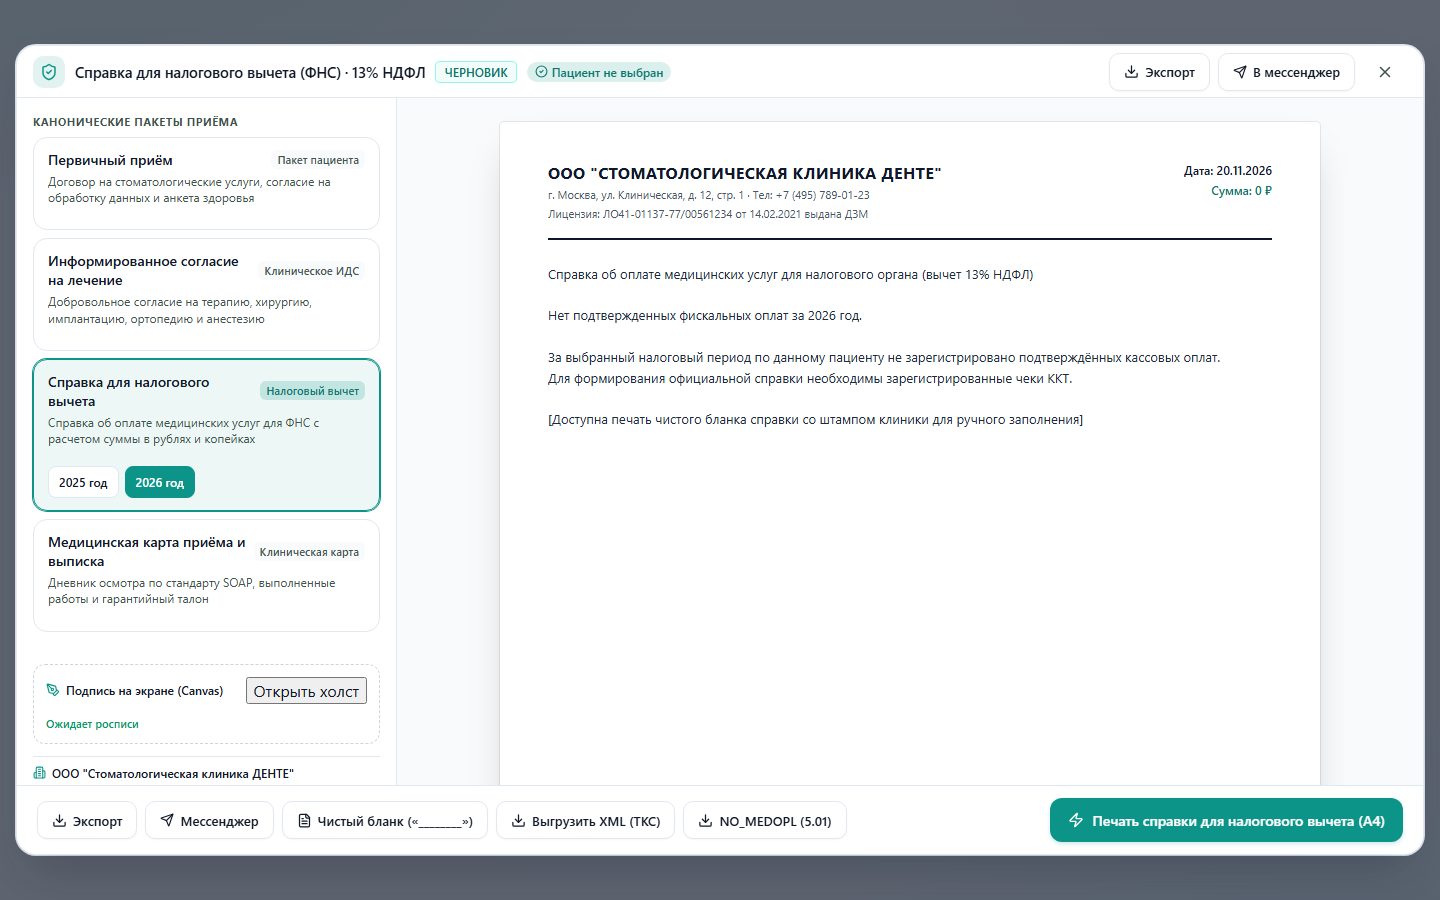 Справка для налогового вычета (ФНС) · 13% НДФЛ
ЧЕРНОВИК
Пациент не выбран
Экспорт
В мессенджер
КАНОНИЧЕСКИЕ ПАКЕТЫ ПРИЁМА
Первичный приём
Пакет пациента
Договор на стоматологические услуги, согласие на
обработку данных и анкета здоровья
Информированное согласие
на лечение
Клиническое ИДС
Добровольное согласие на терапию, хирургию,
имплантацию, ортопедию и анестезию
Справка для налогового
вычета
Налоговый вычет
Справка об оплате медицинских услуг для ФНС с
расчетом суммы в рублях и копейках
2025 год
2026 год
Медицинская карта приёма и
выписка
Клиническая карта
Дневник осмотра по стандарту SOAP, выполненные
работы и гарантийный талон
Подпись на экране (Canvas)
Открыть холст
Ожидает росписи
ООО "Стоматологическая клиника ДЕНТЕ"
ООО "СТОМАТОЛОГИЧЕСКАЯ КЛИНИКА ДЕНТЕ"
г. Москва, ул. Клиническая, д. 12, стр. 1 · Тел: +7 (495) 789-01-23
Лицензия: ЛО41-01137-77/00561234 от 14.02.2021 выдана ДЗМ
Дата: 20.11.2026
Сумма: 0 ₽
Справка об оплате медицинских услуг для налогового органа (вычет 13% НДФЛ)
Нет подтвержденных фискальных оплат за 2026 год.
За выбранный налоговый период по данному пациенту не зарегистрировано подтверждённых кассовых оплат.
Для формирования официальной справки необходимы зарегистрированные чеки ККТ.
[Доступна печать чистого бланка справки со штампом клиники для ручного заполнения]
Экспорт
Мессенджер
Чистый бланк («________»)
Выгрузить XML (ТКС)
NO_MEDOPL (5.01)
Печать справки для налогового вычета (А4)